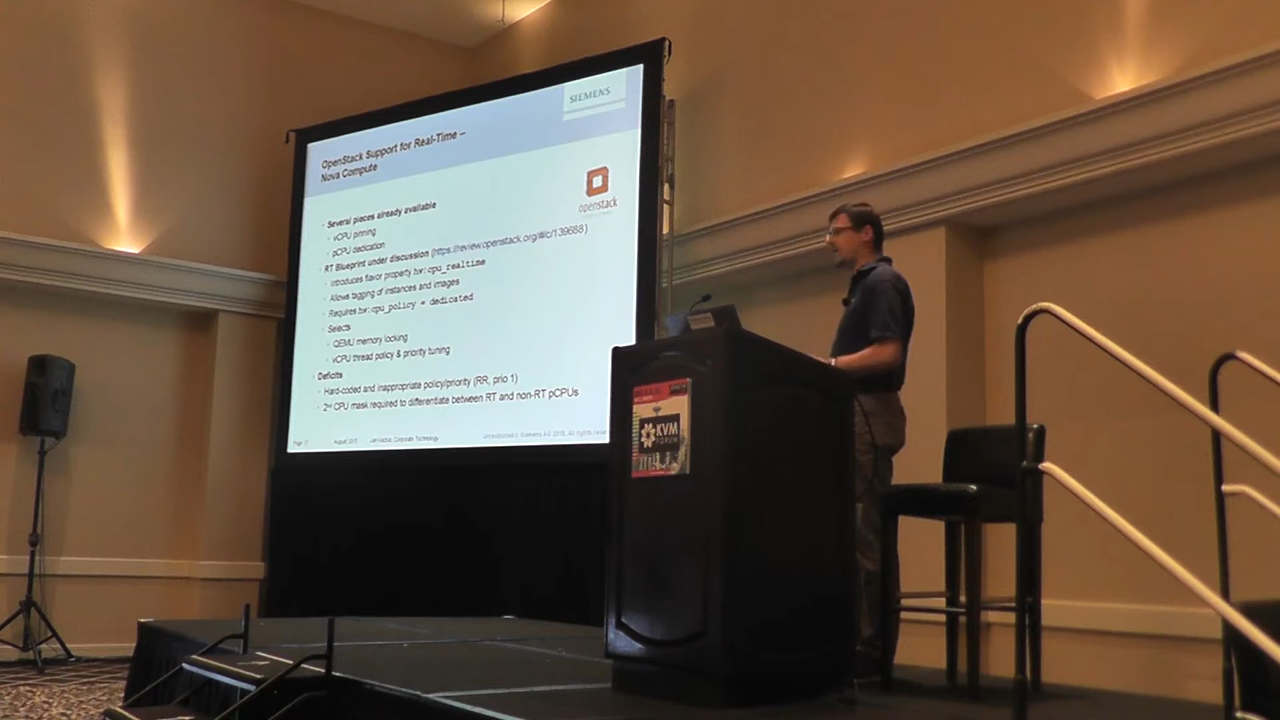 SIEMENS
OpenStack Support for Real-Time –
Nova Compute
openstack
Several pieces already available
vCPU pinning
pCPU dedication
RT Blueprint under discussion (https://review.openstack.org/#/c/139688)
Introduces flavor property hw:cpu_realtime
Allows tagging of instances and images
Requires hw:cpu_policy = dedicated
Selects
QEMU memory locking
vCPU thread policy & priority tuning
Deficits
Hard-coded and inappropriate policy/priority (RR, prio 1)
2nd CPU mask required to differentiate between RT and non-RT pCPUs
August 2015
Corporate Technology
KVM
FORUM